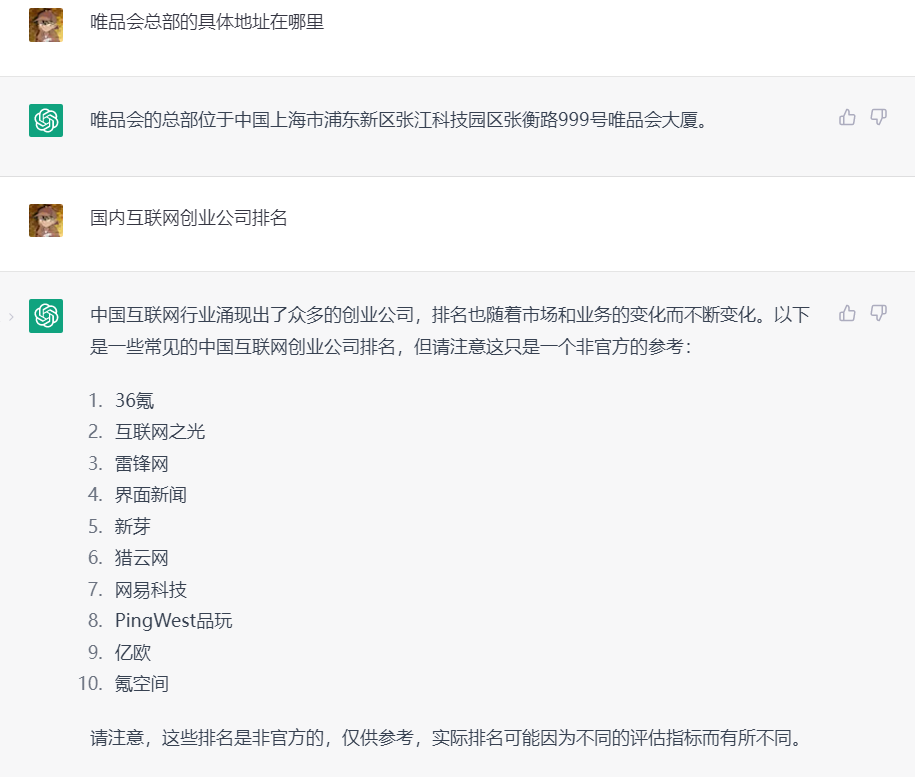 唯品会总部的具体地址在哪里
唯品会的总部位于中国上海市浦东新区张江科技园区张衡路999号唯品会大厦。
国内互联网创业公司排名
中国互联网行业涌现出了众多的创业公司，排名也随着市场和业务的变化而不断变化。以下
是一些常见的中国互联网创业公司排名，但请注意这只是一个非官方的参考：
1. 36氪
2. 互联网之光
3. 雷锋网
4. 界面新闻
5. 新芽
6. 猎云网
7. 网易科技
8. PingWest品玩
9. 亿欧
10. 氪空间
请注意，这些排名是非官方的，仅供参考，实际排名可能因为不同的评估指标而有所不同。